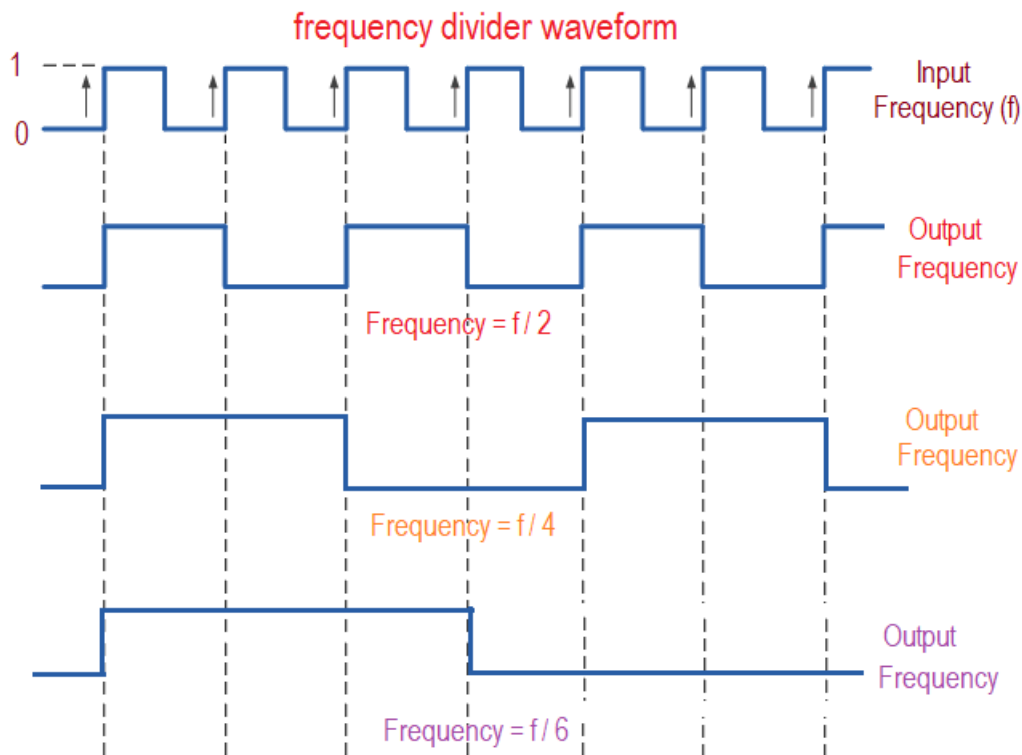 frequency divider waveform
1
0
Input
Frequency (f)
Output
Frequency
Frequency = f / 2
Output
Frequency
Frequency = f / 4
Output
Frequency
Frequency = f / 6